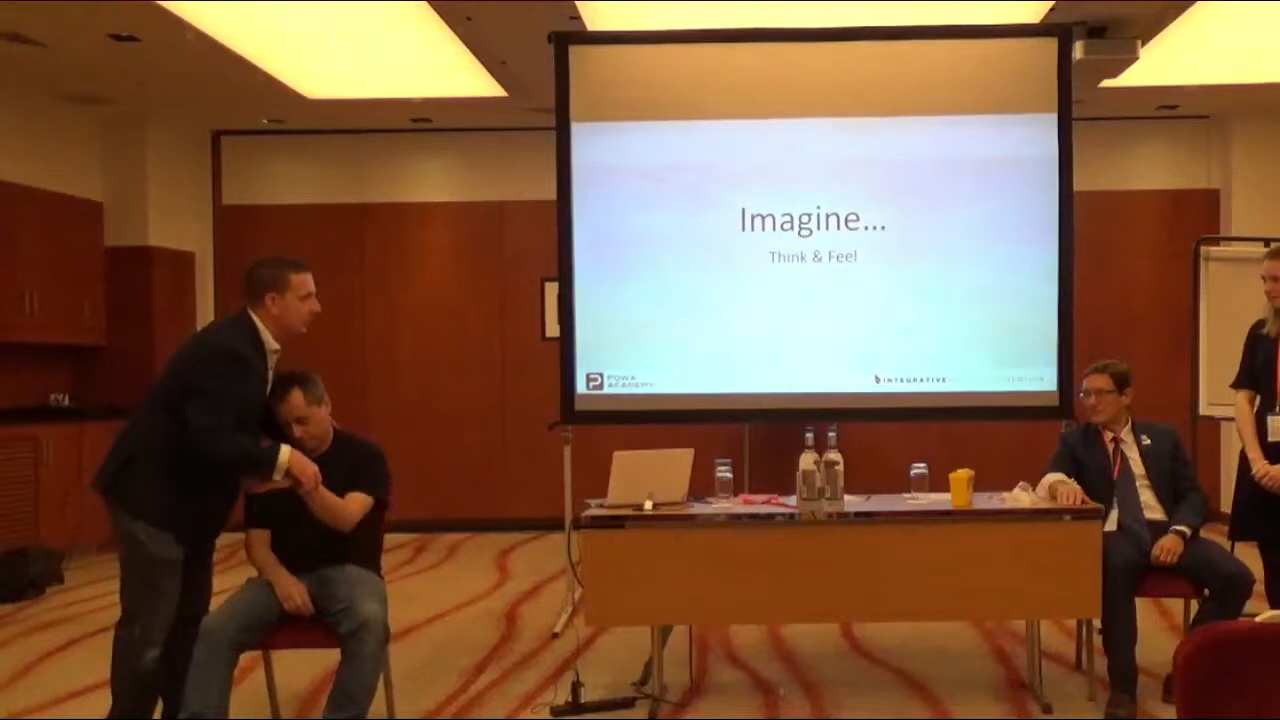 Imagine...
Think & Feel
POWA
ACADEMY
INTEGRATIVE